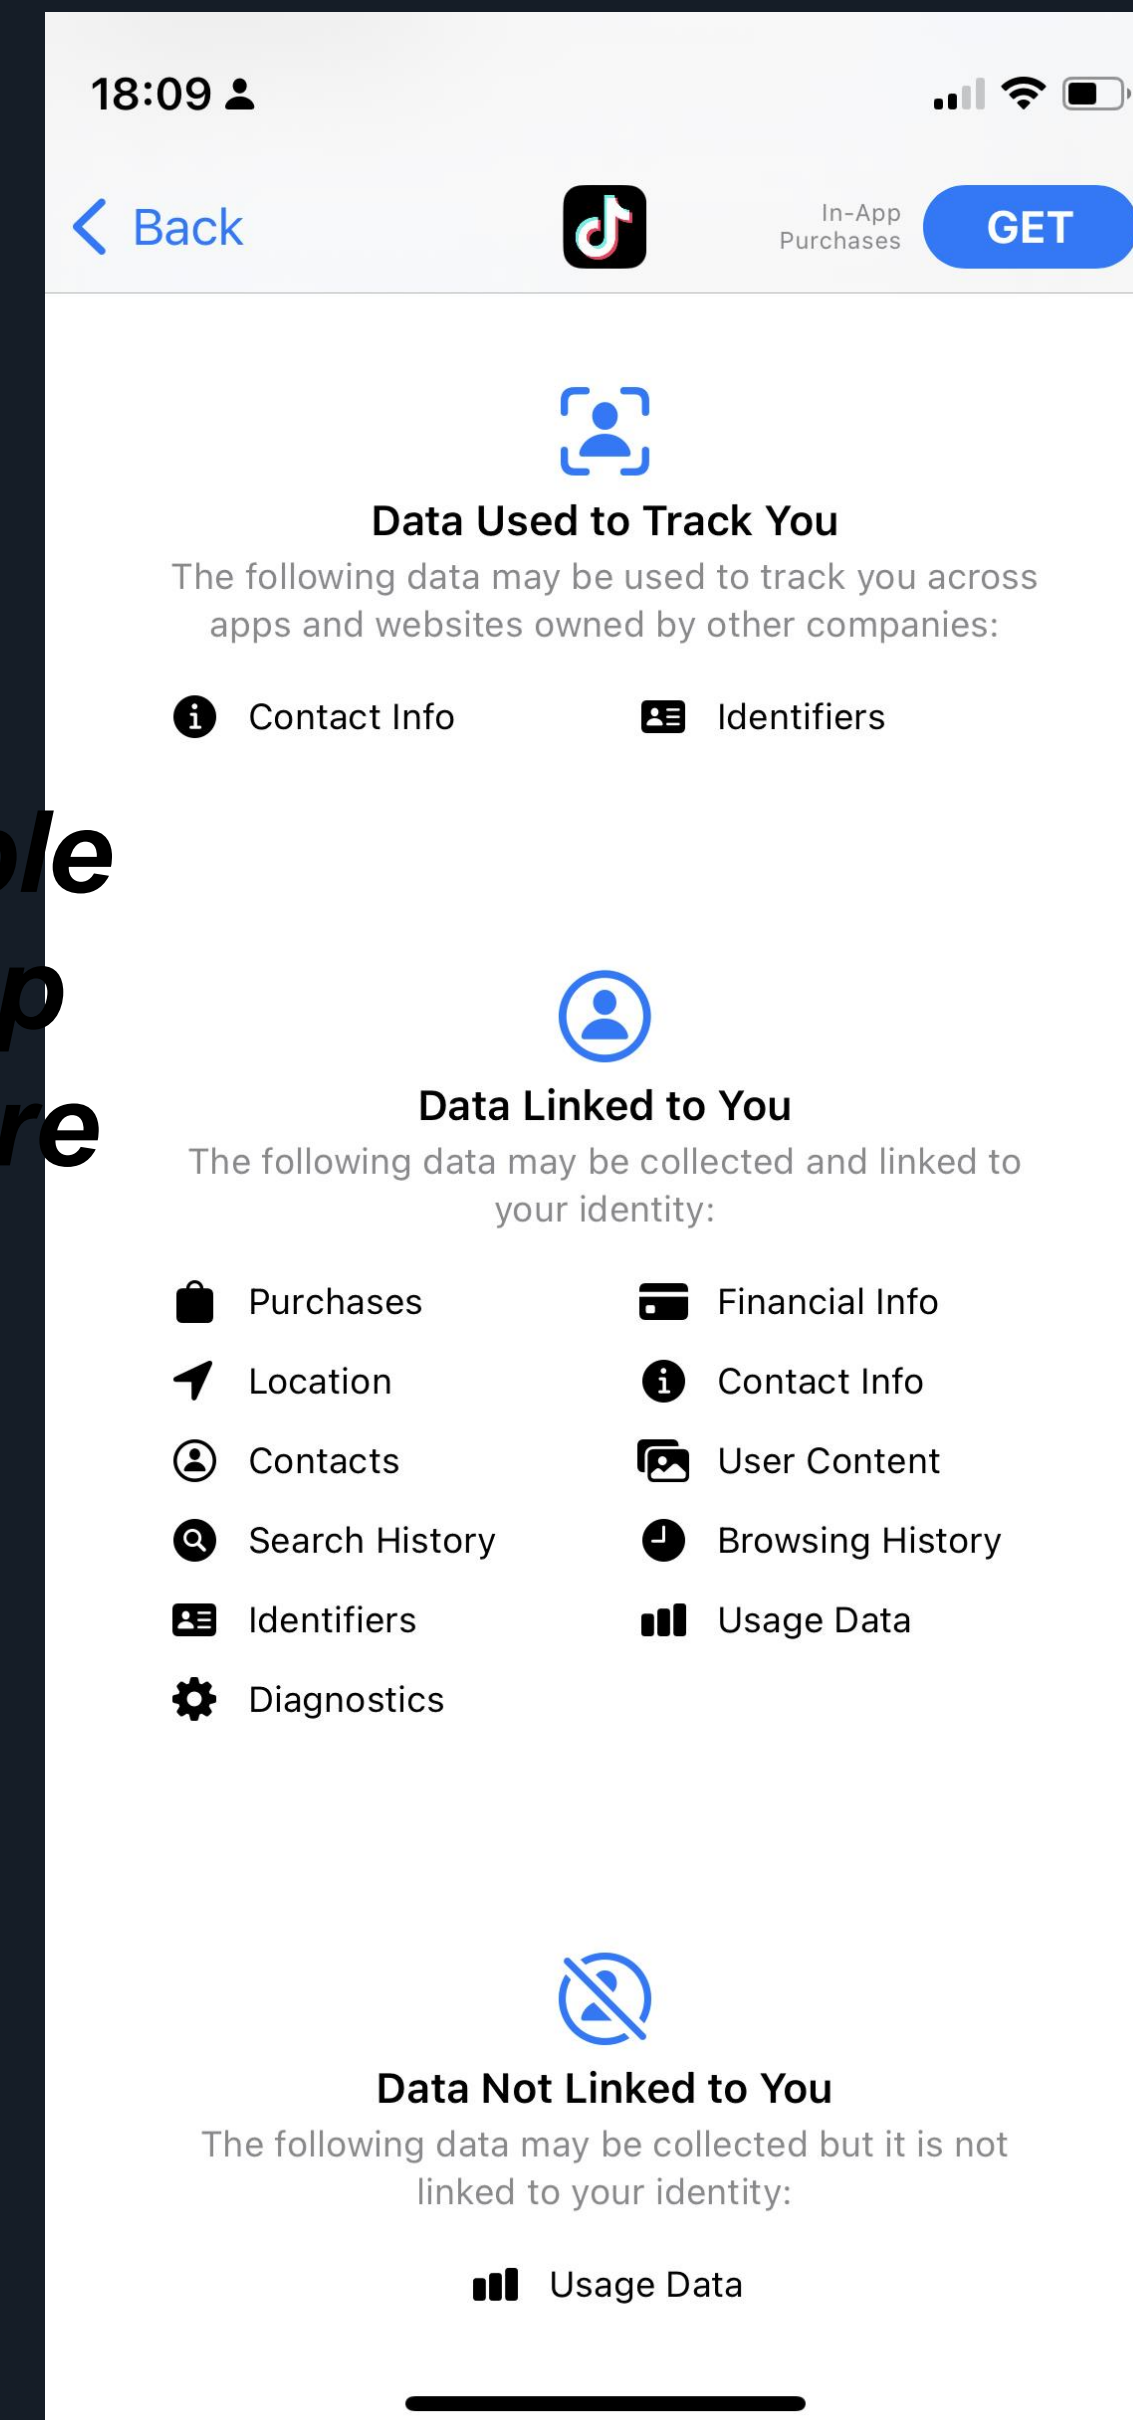 18:09
Back
In-App
Purchases
GET
Data Used to Track You
The following data may be used to track you across
apps and websites owned by other companies:
Contact Info
Identifiers
Data Linked to You
The following data may be collected and linked to
your identity:
Purchases
Financial Info
Location
Contact Info
Contacts
User Content
Search History
Browsing History
Identifiers
Usage Data
Diagnostics
Data Not Linked to You
The following data may be collected but it is not
linked to your identity:
Usage Data